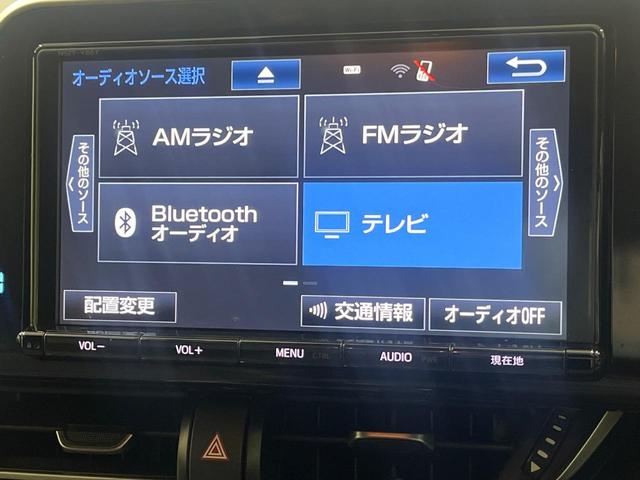 オーディオソース選択
Wi-Fi
AMラジオ
FMラジオ
その他のソース
その他のソース
Bluetooth
オーディオ
テレビ
配置変更
交通情報
オーディオOFF
VOL−
VOL+
MENU
AUDIO
現在地